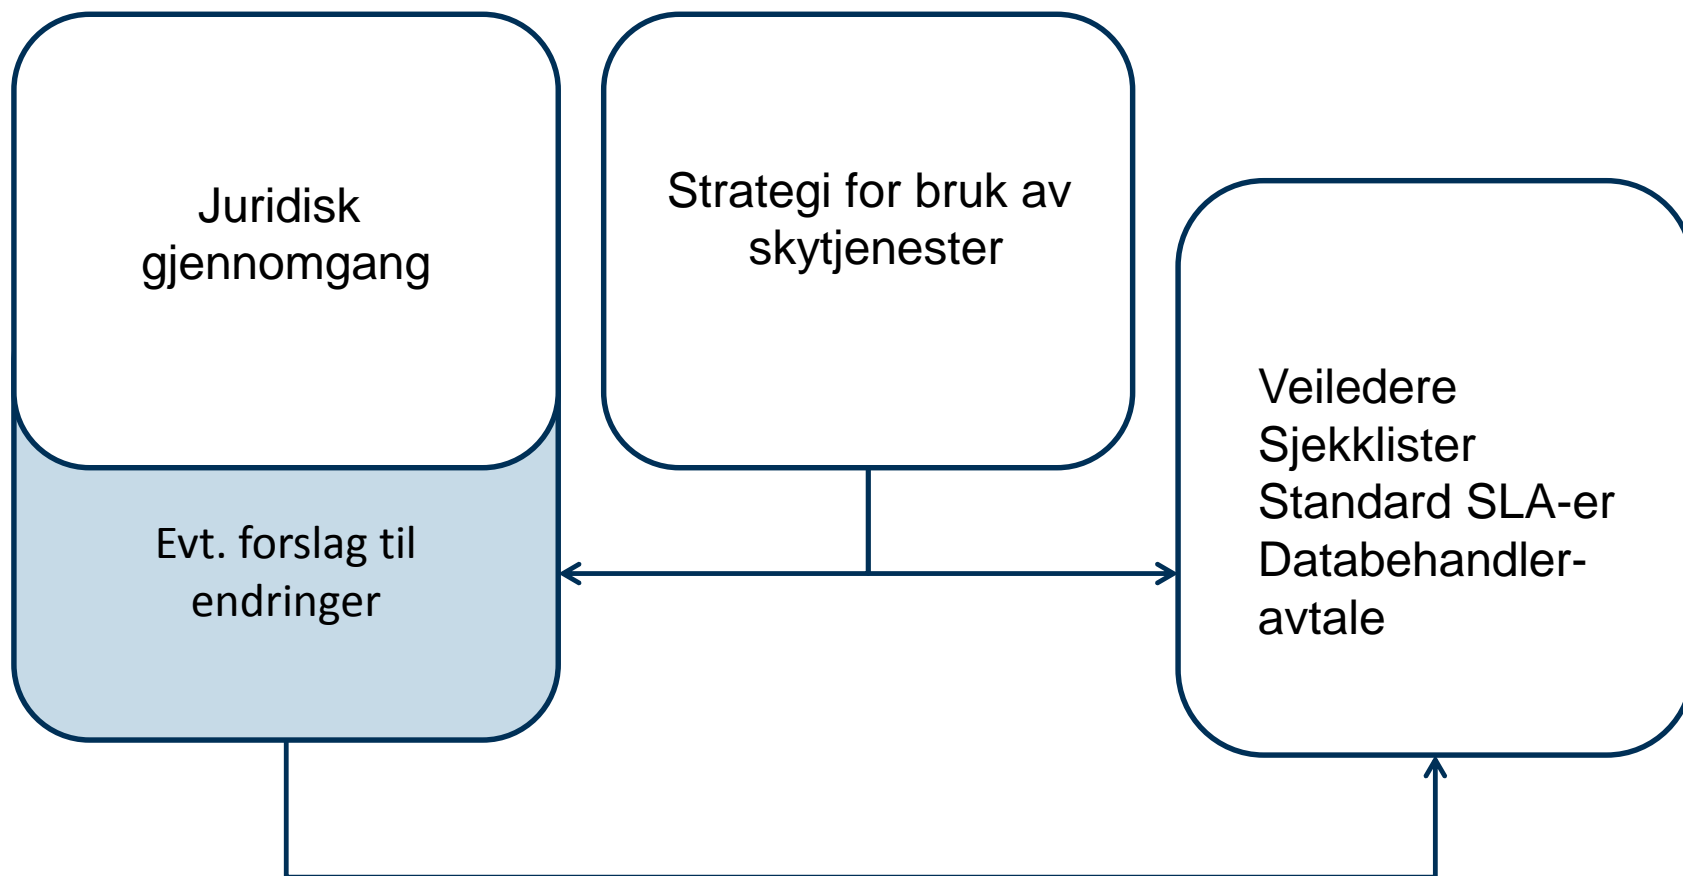 Juridisk
gjennomgang
Evt. forslag til
endringer
Strategi for bruk av
skytjenester
Veiledere
Sjekklister
Standard SLA-er
Databehandler-
avtale